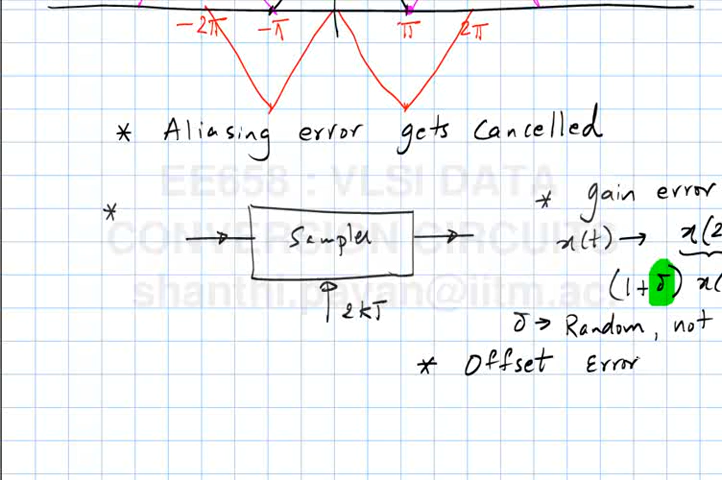 -2π -π π 2π
* Aliasing error gets Cancelled
EE658 : VLSI DATA
CONVERSION CIRCUITS
* gain error
*
Sampler
x(t) → x(2
(1+δ) x(
2kT
δ → Random, not
* Offset Error